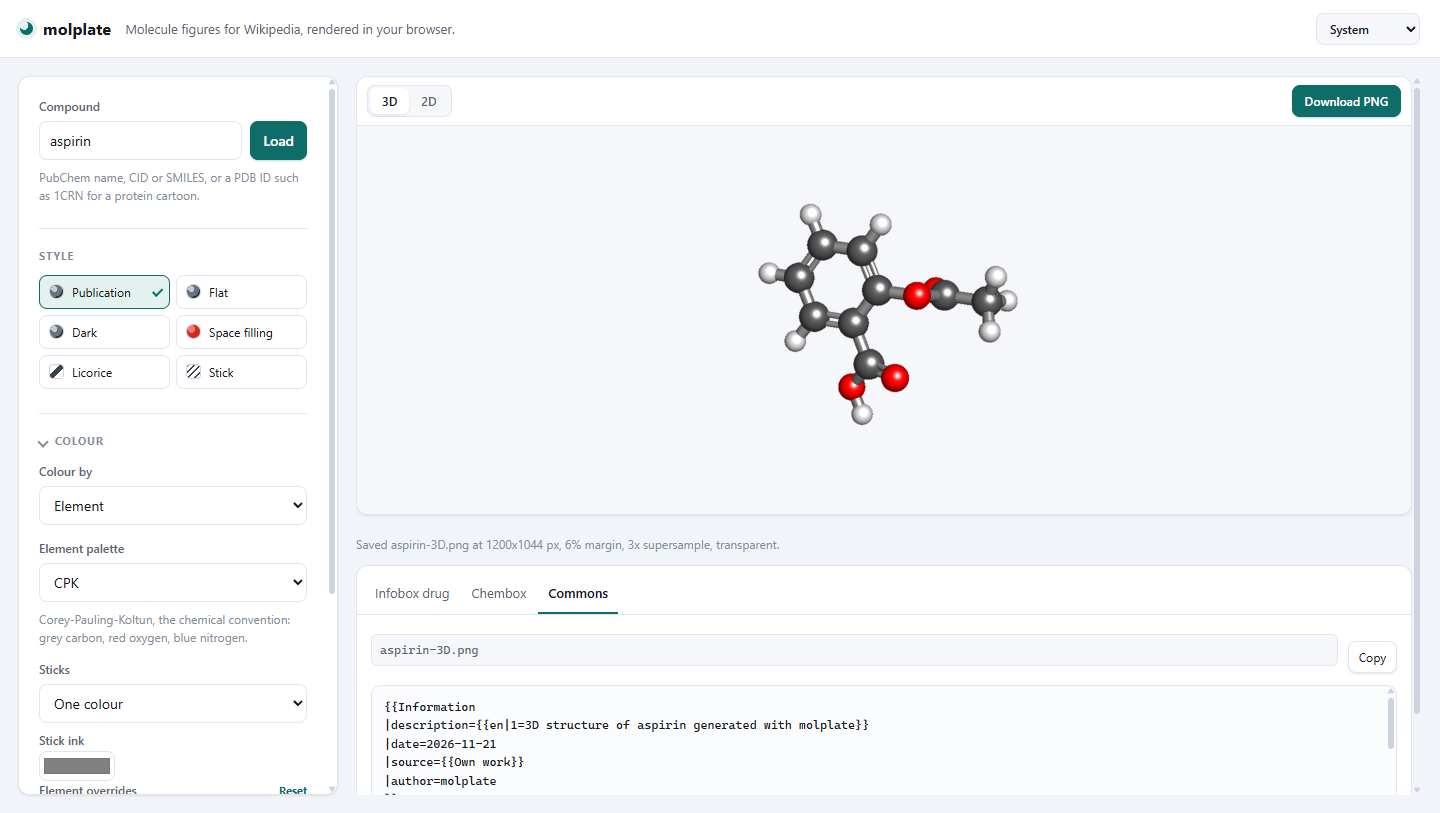 molplate
Molecule figures for Wikipedia, rendered in your browser.
System
Compound
aspirin
Load
PubChem name, CID or SMILES, or a PDB ID such
as 1CRN for a protein cartoon.
STYLE
Publication
Flat
Dark
Space filling
Licorice
Stick
COLOUR
Colour by
Element
Element palette
CPK
Corey-Pauling-Koltun, the chemical convention:
grey carbon, red oxygen, blue nitrogen.
Sticks
One colour
Stick ink
Element overrides
Reset
3D
2D
Download PNG
Saved aspirin-3D.png at 1200x1044 px, 6% margin, 3x supersample, transparent.
Infobox drug
Chembox
Commons
aspirin-3D.png
Copy
{{Information
|description={{en|1=3D structure of aspirin generated with molplate}}
|date=2026-11-21
|source={{Own work}}
|author=molplate